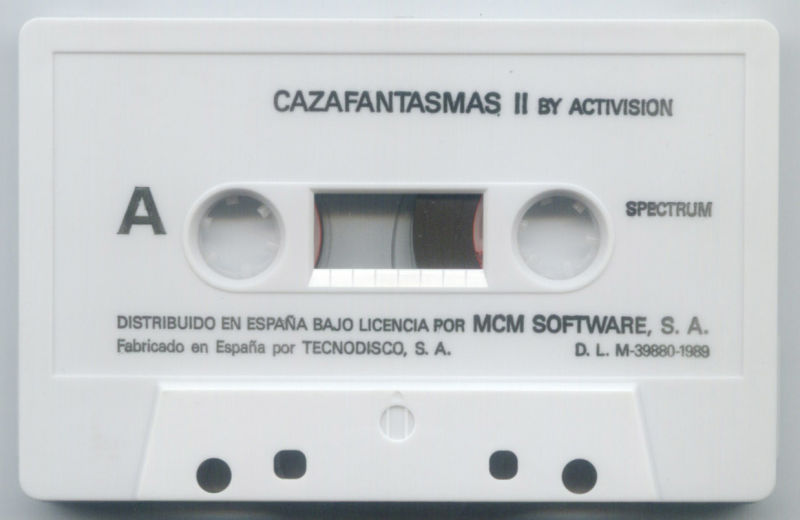 CAZAFANTASMAS II BY ACTIVISION
A
SPECTRUM
DISTRIBUIDO EN ESPAÑA BAJO LICENCIA POR MCM SOFTWARE, S. A.
Fabricado en España por TECNODISCO, S. A. D. L. M-39880-1989